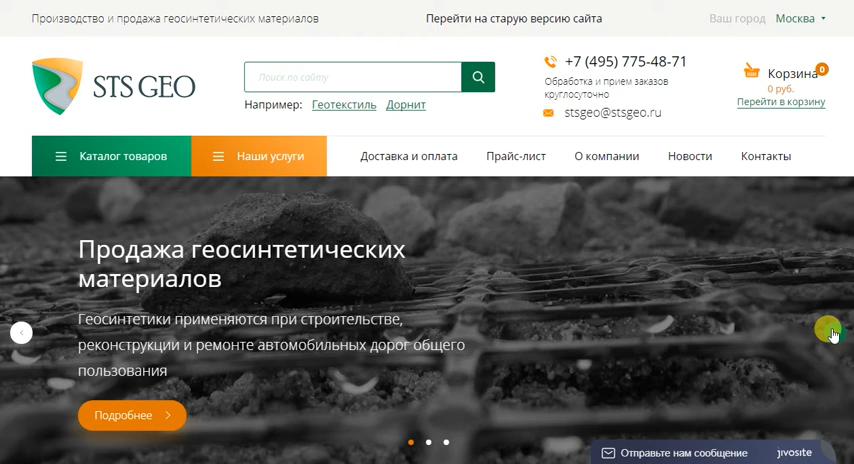 Производство и продажа геосинтетических материалов
Перейти на старую версию сайта
Ваш город Москва
STS GEO
Поиск по сайту
Например: Геотекстиль Дорнит
+7 (495) 775-48-71
Обработка и прием заказов
круглосуточно
stsgeo@stsgeo.ru
Корзина 0
0 руб.
Перейти в корзину
Каталог товаров
Наши услуги
Доставка и оплата
Прайс-лист
О компании
Новости
Контакты
Продажа геосинтетических
материалов
Геосинтетики применяются при строительстве,
реконструкции и ремонте автомобильных дорог общего
пользования
Подробнее
Отправьте нам сообщение
jivosite